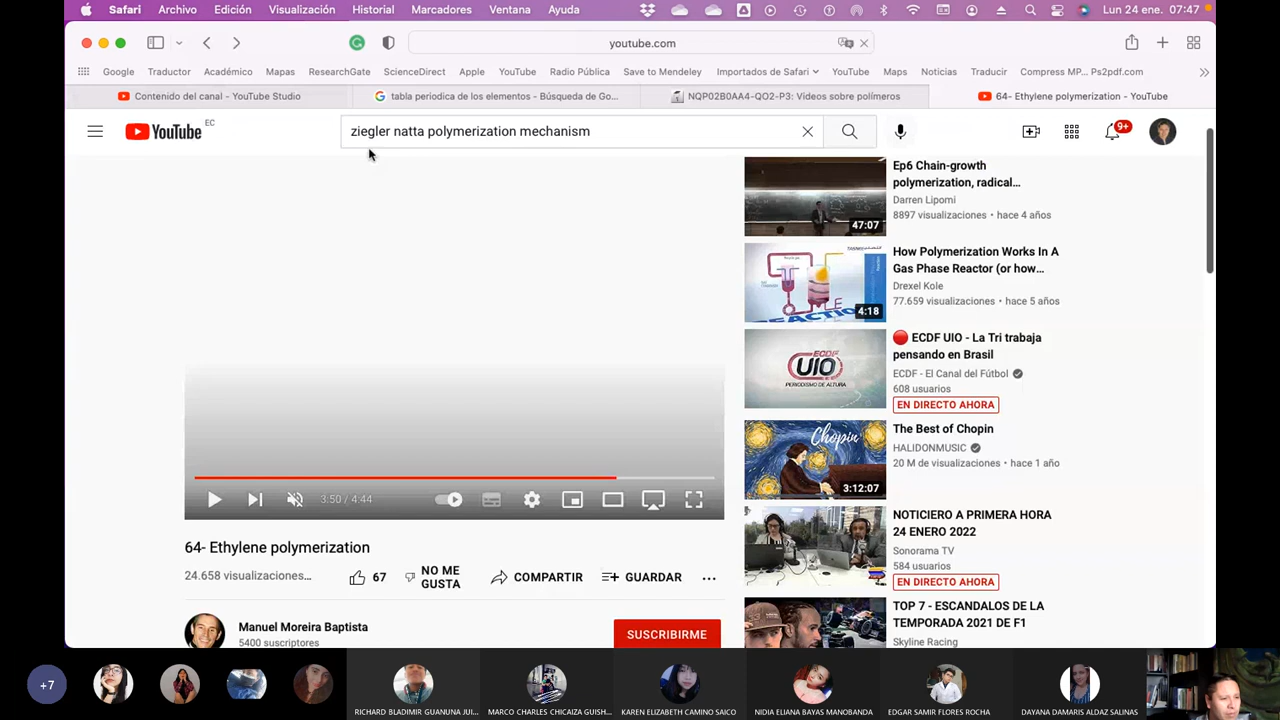 Safari Archivo Edición Visualización Historial Marcadores Ventana Ayuda Lun 24 ene. 07:47
youtube.com
Google Traductor Académico Mapas ResearchGate ScienceDirect Apple YouTube Radio Pública Save to Mendeley Importados de Safari YouTube Maps Noticias Traducir Compress MP... Ps2pdf.com
Contenido del canal - YouTube Studio
tabla periodica de los elementos - Búsqueda de Go...
NQP02B0AA4-QO2-P3: Videos sobre polímeros
64- Ethylene polymerization - YouTube
YouTube EC
ziegler natta polymerization mechanism
9+
Ep6 Chain-growth
polymerization, radical...
Darren Lipomi
8897 visualizaciones • hace 4 años
47:07
How Polymerization Works In A
Gas Phase Reactor (or how...
Drexel Kole
77.659 visualizaciones • hace 5 años
4:18
ECDF UIO - La Tri trabaja
pensando en Brasil
ECDF - El Canal del Fútbol
608 usuarios
EN DIRECTO AHORA
ECDF
UIO
PERIODISMO DE ALTURA
The Best of Chopin
HALIDONMUSIC
20 M de visualizaciones • hace 1 año
Chopin
3:12:07
NOTICIERO A PRIMERA HORA
24 ENERO 2022
Sonorama TV
584 usuarios
EN DIRECTO AHORA
TOP 7 - ESCANDALOS DE LA
TEMPORADA 2021 DE F1
Skyline Racing
3:50 / 4:44
64- Ethylene polymerization
24.658 visualizaciones...
67
NO ME
GUSTA
COMPARTIR
GUARDAR
Manuel Moreira Baptista
5400 suscriptores
SUSCRIBIRME
+7
RICHARD BLADIMIR GUANUNA JUI...
MARCO CHARLES CHICAIZA GUISH...
KAREN ELIZABETH CAMINO SAICO
NIDIA ELIANA BAYAS MANOBANDA
EDGAR SAMIR FLORES ROCHA
DAYANA DAMARIS ALDAZ SALINAS